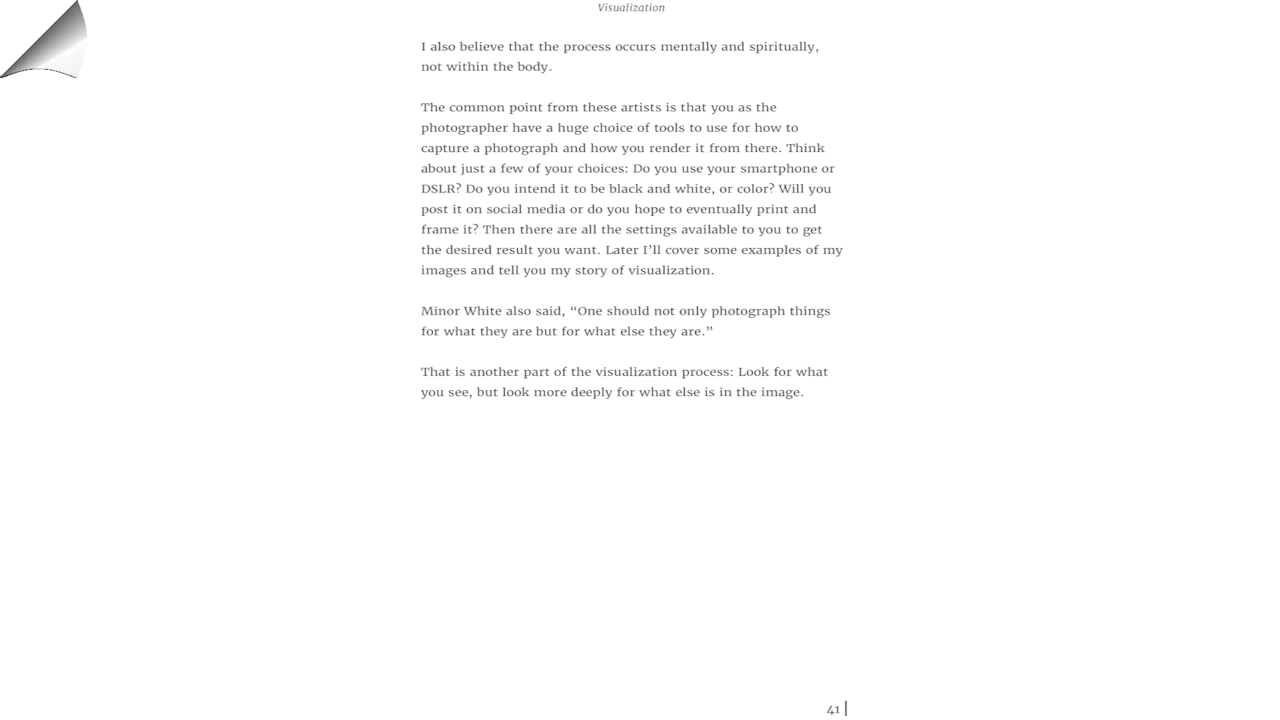 Visualization
I also believe that the process occurs mentally and spiritually,
not within the body.
The common point from these artists is that you as the
photographer have a huge choice of tools to use for how to
capture a photograph and how you render it from there. Think
about just a few of your choices: Do you use your smartphone or
DSLR? Do you intend it to be black and white, or color? Will you
post it on social media or do you hope to eventually print and
frame it? Then there are all the settings available to you to get
the desired result you want. Later I’ll cover some examples of my
images and tell you my story of visualization.
Minor White also said, “One should not only photograph things
for what they are but for what else they are.”
That is another part of the visualization process: Look for what
you see, but look more deeply for what else is in the image.
41